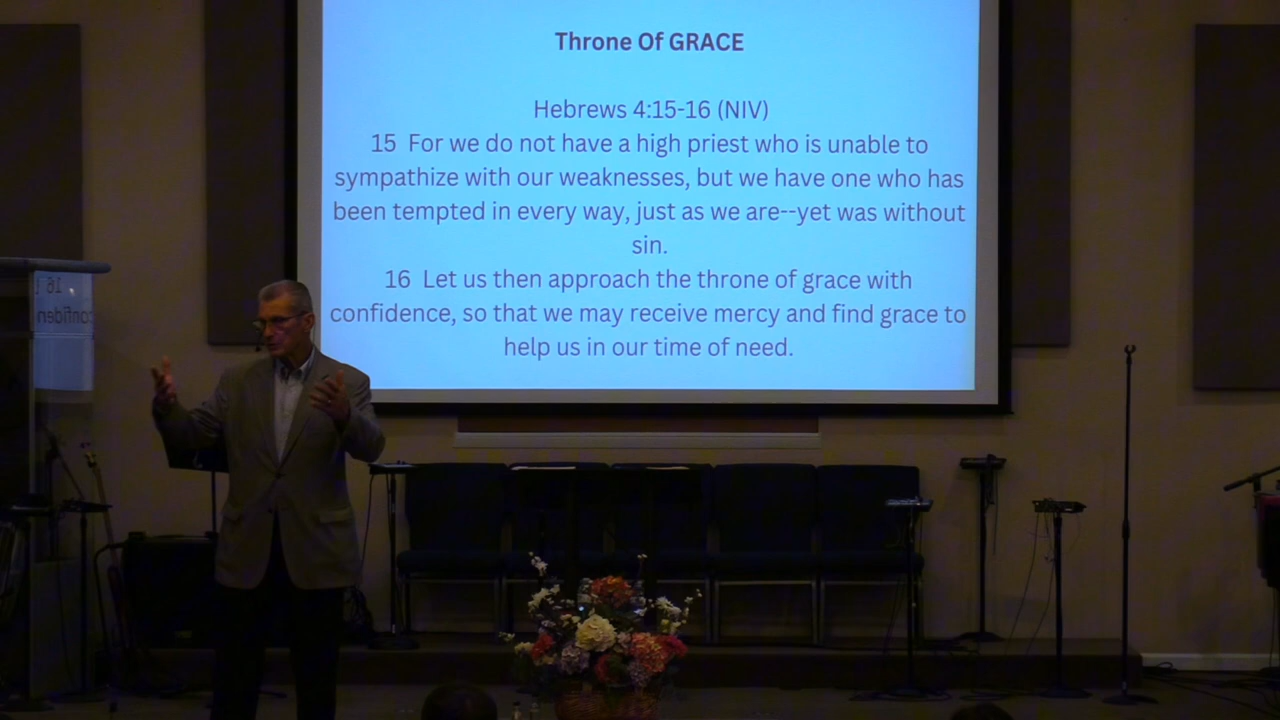 Throne Of GRACE
Hebrews 4:15-16 (NIV)
15 For we do not have a high priest who is unable to
sympathize with our weaknesses, but we have one who has
been tempted in every way, just as we are--yet was without
sin.
16 Let us then approach the throne of grace with
confidence, so that we may receive mercy and find grace to
help us in our time of need.
16 l
confiden